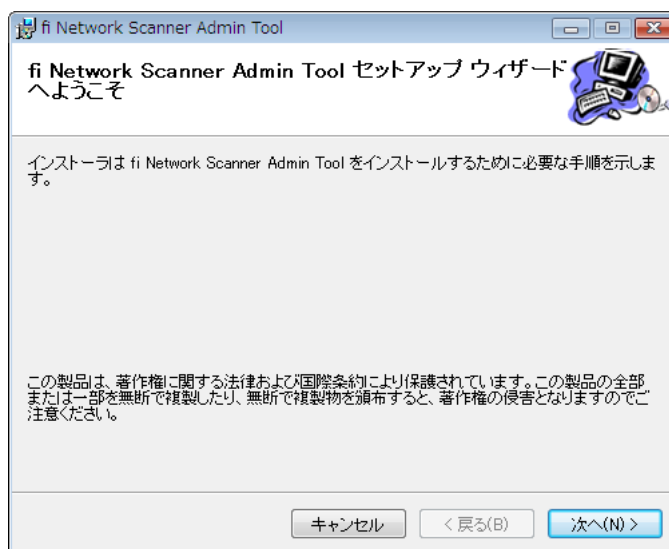 fi Network Scanner Admin Tool
fi Network Scanner Admin Tool セットアップ ウィザード
へようこそ
インストーラは fi Network Scanner Admin Tool をインストールするために必要な手順を示しま
す。
この製品は、著作権に関する法律および国際条約により保護されています。この製品の全部
または一部を無断で複製したり、無断で複製物を頒布すると、著作権の侵害となりますのでご
注意ください。
キャンセル
< 戻る(B)
次へ(N) >